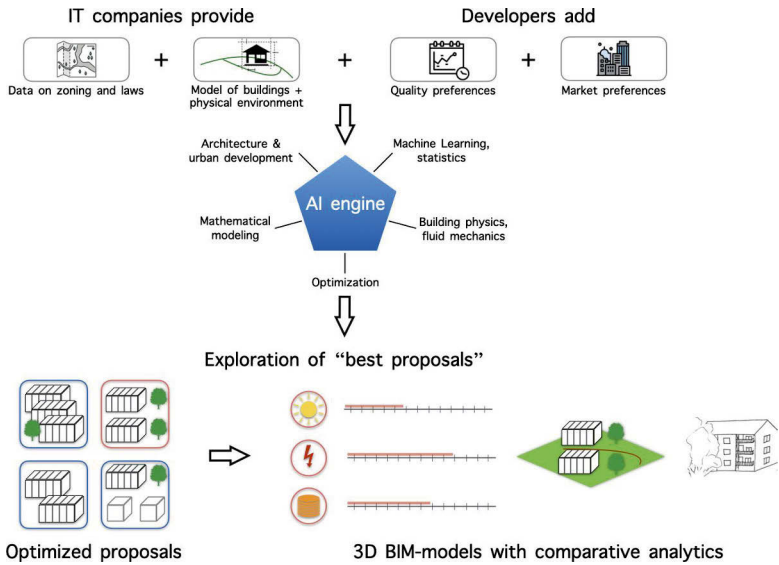 IT companies provide
Developers add
+
+
+
Data on zoning and laws
Model of buildings +
physical environment
Quality preferences
Market preferences
Architecture &
urban development
Machine Learning,
statistics
AI engine
Mathematical
modeling
Building physics,
fluid mechanics
Optimization
Exploration of “best proposals”
Optimized proposals
3D BIM-models with comparative analytics